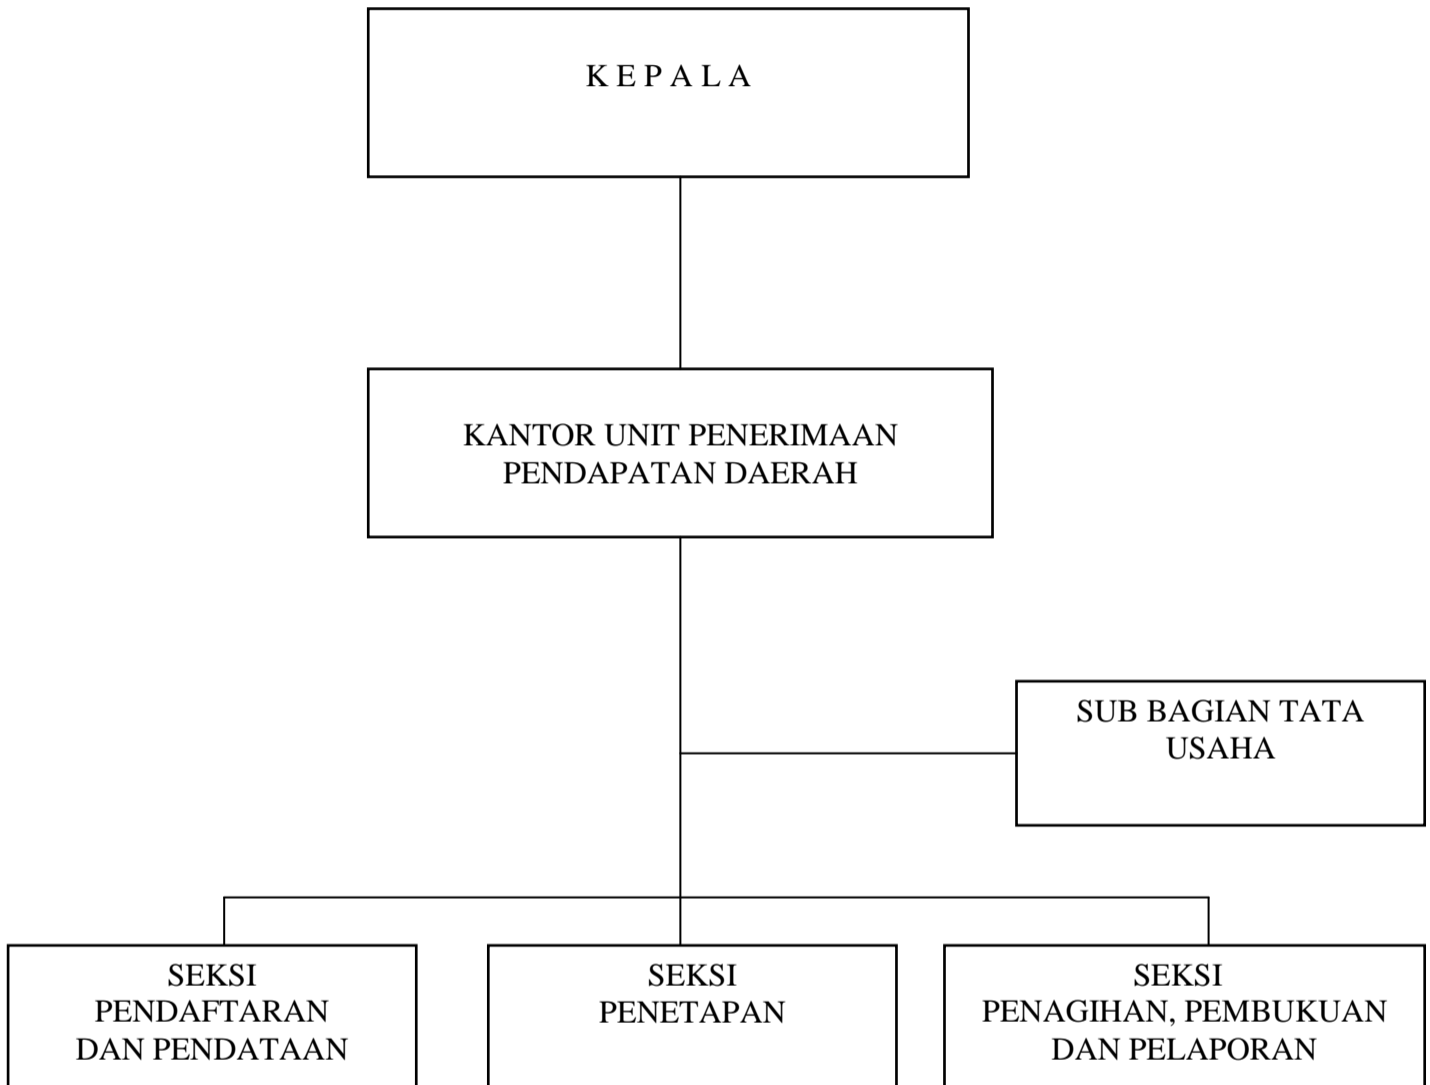 K E P A L A
KANTOR UNIT PENERIMAAN
PENDAPATAN DAERAH
SUB BAGIAN TATA
USAHA
SEKSI
PENDAFTARAN
DAN PENDATAAN
SEKSI
PENETAPAN
SEKSI
PENAGIHAN, PEMBUKUAN
DAN PELAPORAN